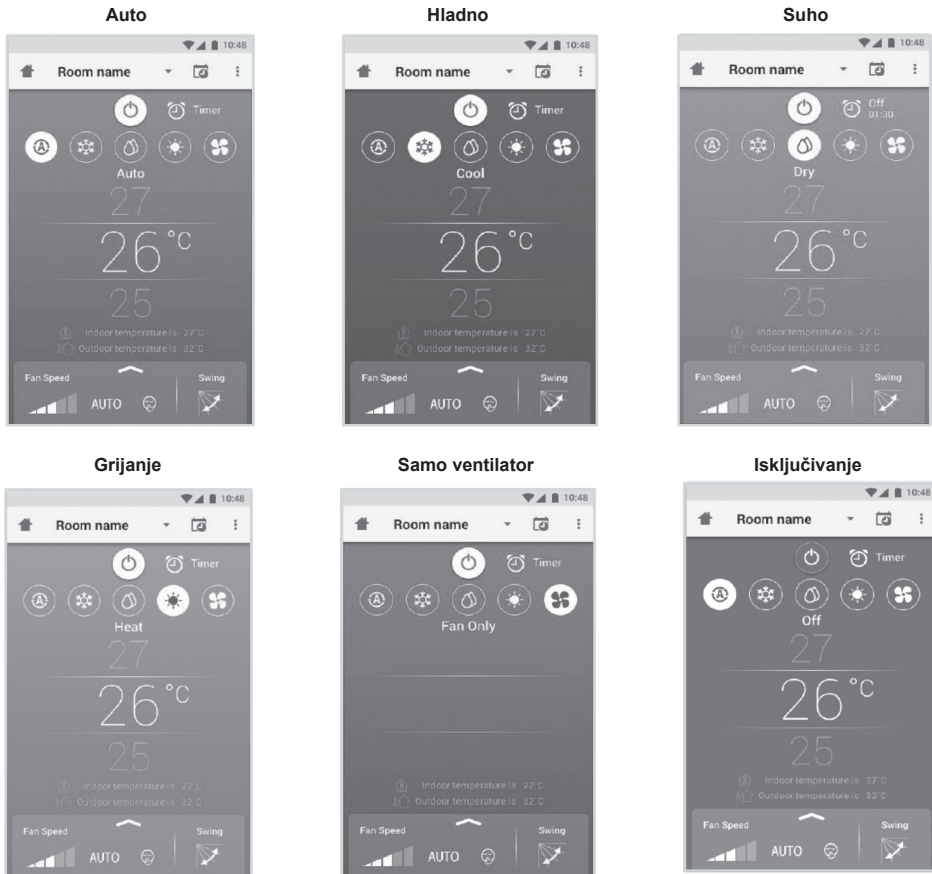 Auto Hladno Suho
10:48 10:48 10:48
Room name Room name Room name
Timer Timer Off
01:30
Auto Cool Dry
27 27 27
26°C 26°C 26°C
25 25 25
Indoor temperature is 27°C Indoor temperature is 27°C Indoor temperature is 27°C
Outdoor temperature is 32°C Outdoor temperature is 32°C Outdoor temperature is 32°C
Fan Speed Swing Fan Speed Swing Fan Speed Swing
AUTO AUTO AUTO
Grijanje Samo ventilator Isključivanje
10:48 10:48 10:48
Room name Room name Room name
Timer Timer Timer
Heat Fan Only Off
27 27
26°C 26°C
25 25
Indoor temperature is 27°C Indoor temperature is 27°C Indoor temperature is 27°C
Outdoor temperature is 32°C Outdoor temperature is 32°C Outdoor temperature is 32°C
Fan Speed Swing Fan Speed Swing Fan Speed Swing
AUTO AUTO AUTO